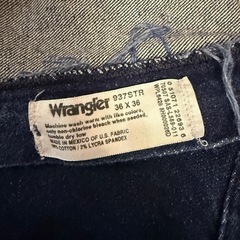 Wrangler
937STR
36 X 36
Machine wash warm with like colors.
only non-chlorine bleach when needed.
tumble dry low
MADE IN MEXICO OF U.S. FABRIC
COTTON / 2% LYCRA SPANDEX